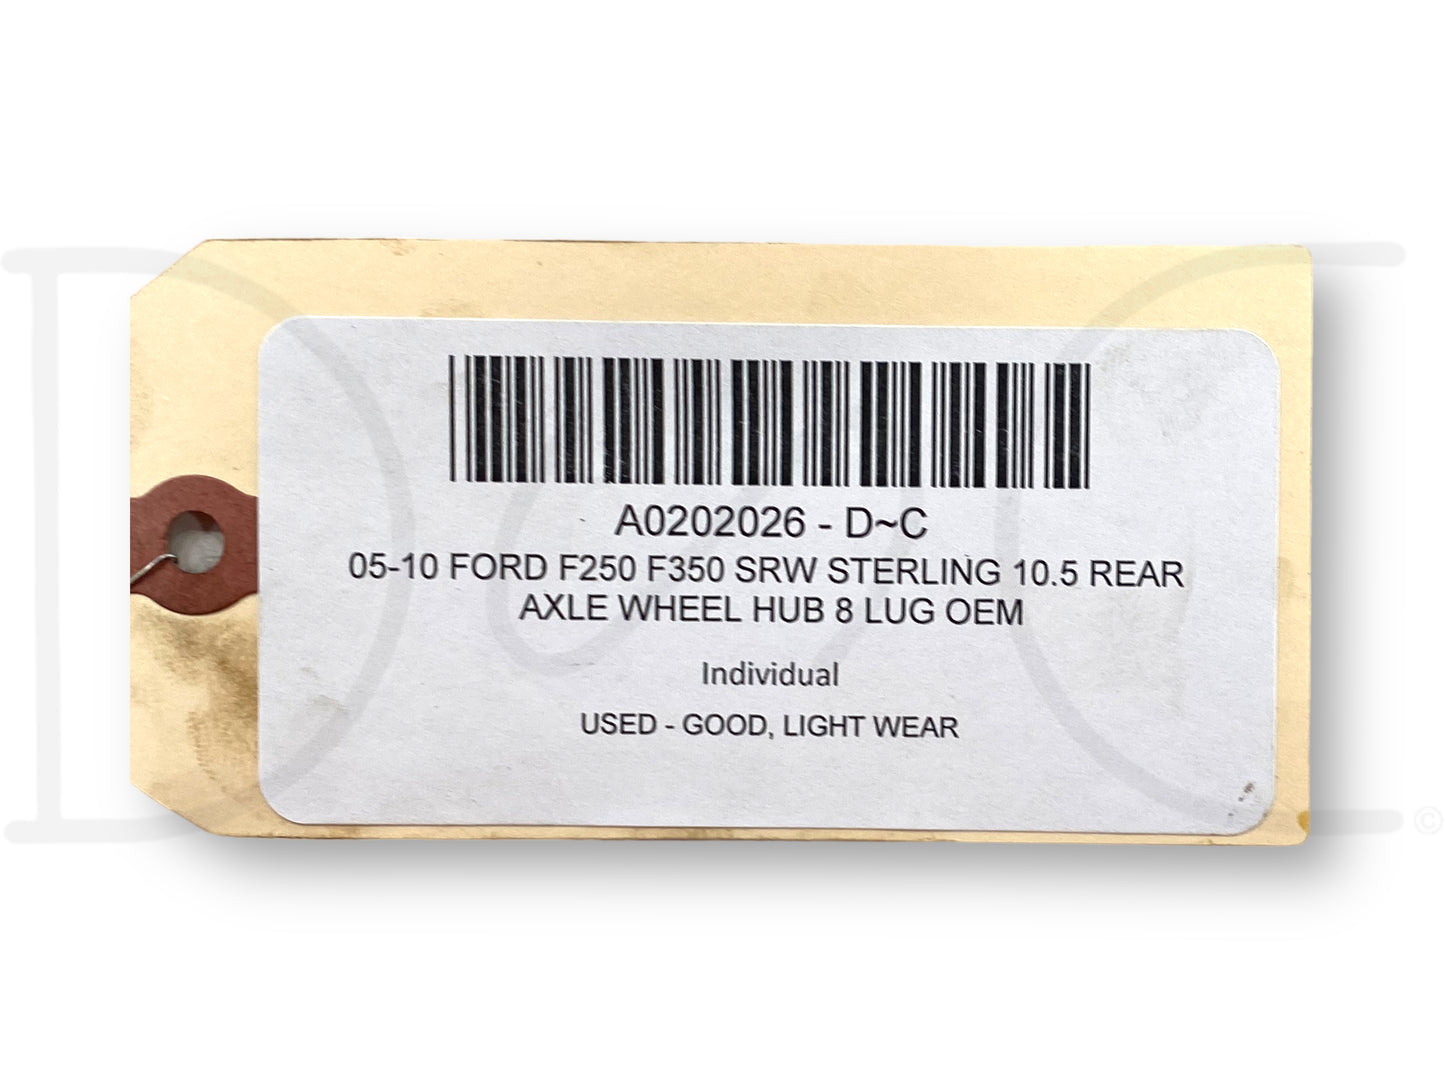 A0202026 - D~C
05-10 FORD F250 F350 SRW STERLING 10.5 REAR
AXLE WHEEL HUB 8 LUG OEM
Individual
USED - GOOD, LIGHT WEAR
D&C
©